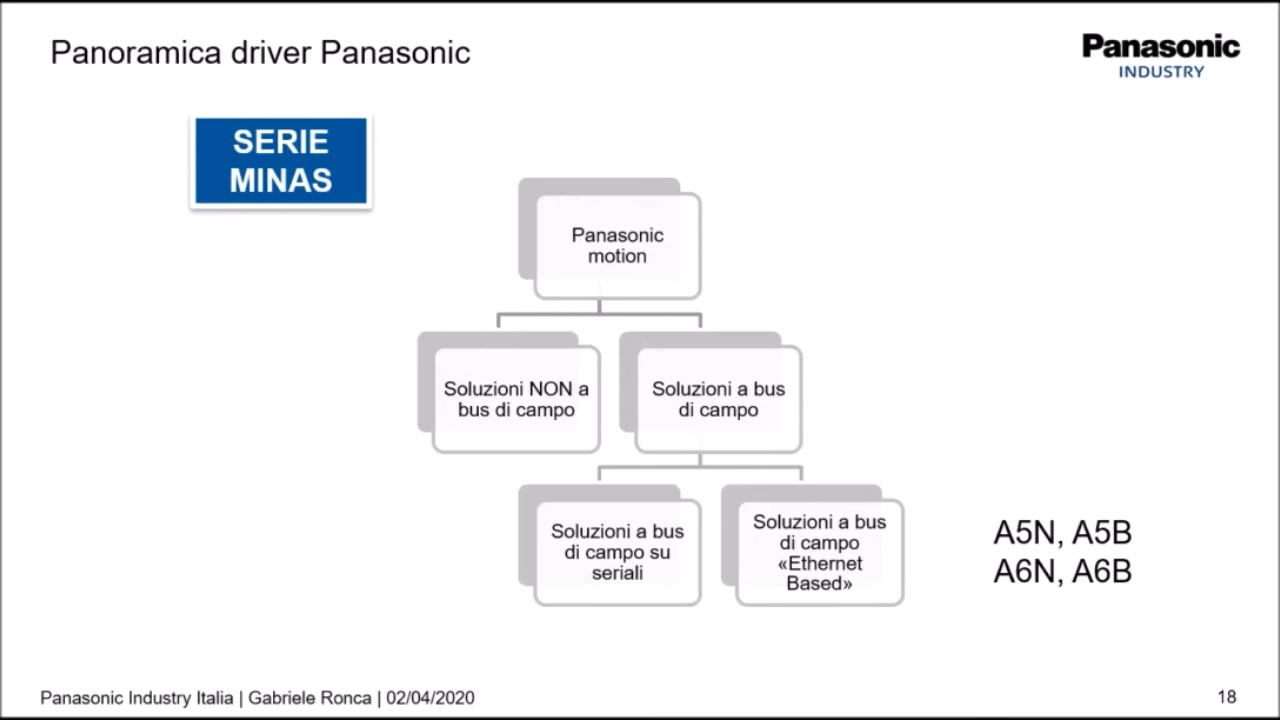 Panoramica driver Panasonic
Panasonic
INDUSTRY
SERIE
MINAS
Panasonic
motion
Soluzioni NON a
bus di campo
Soluzioni a bus
di campo
Soluzioni a bus
di campo su
seriali
Soluzioni a bus
di campo
«Ethernet
Based»
A5N, A5B
A6N, A6B
Panasonic Industry Italia | Gabriele Ronca | 02/04/2020
18